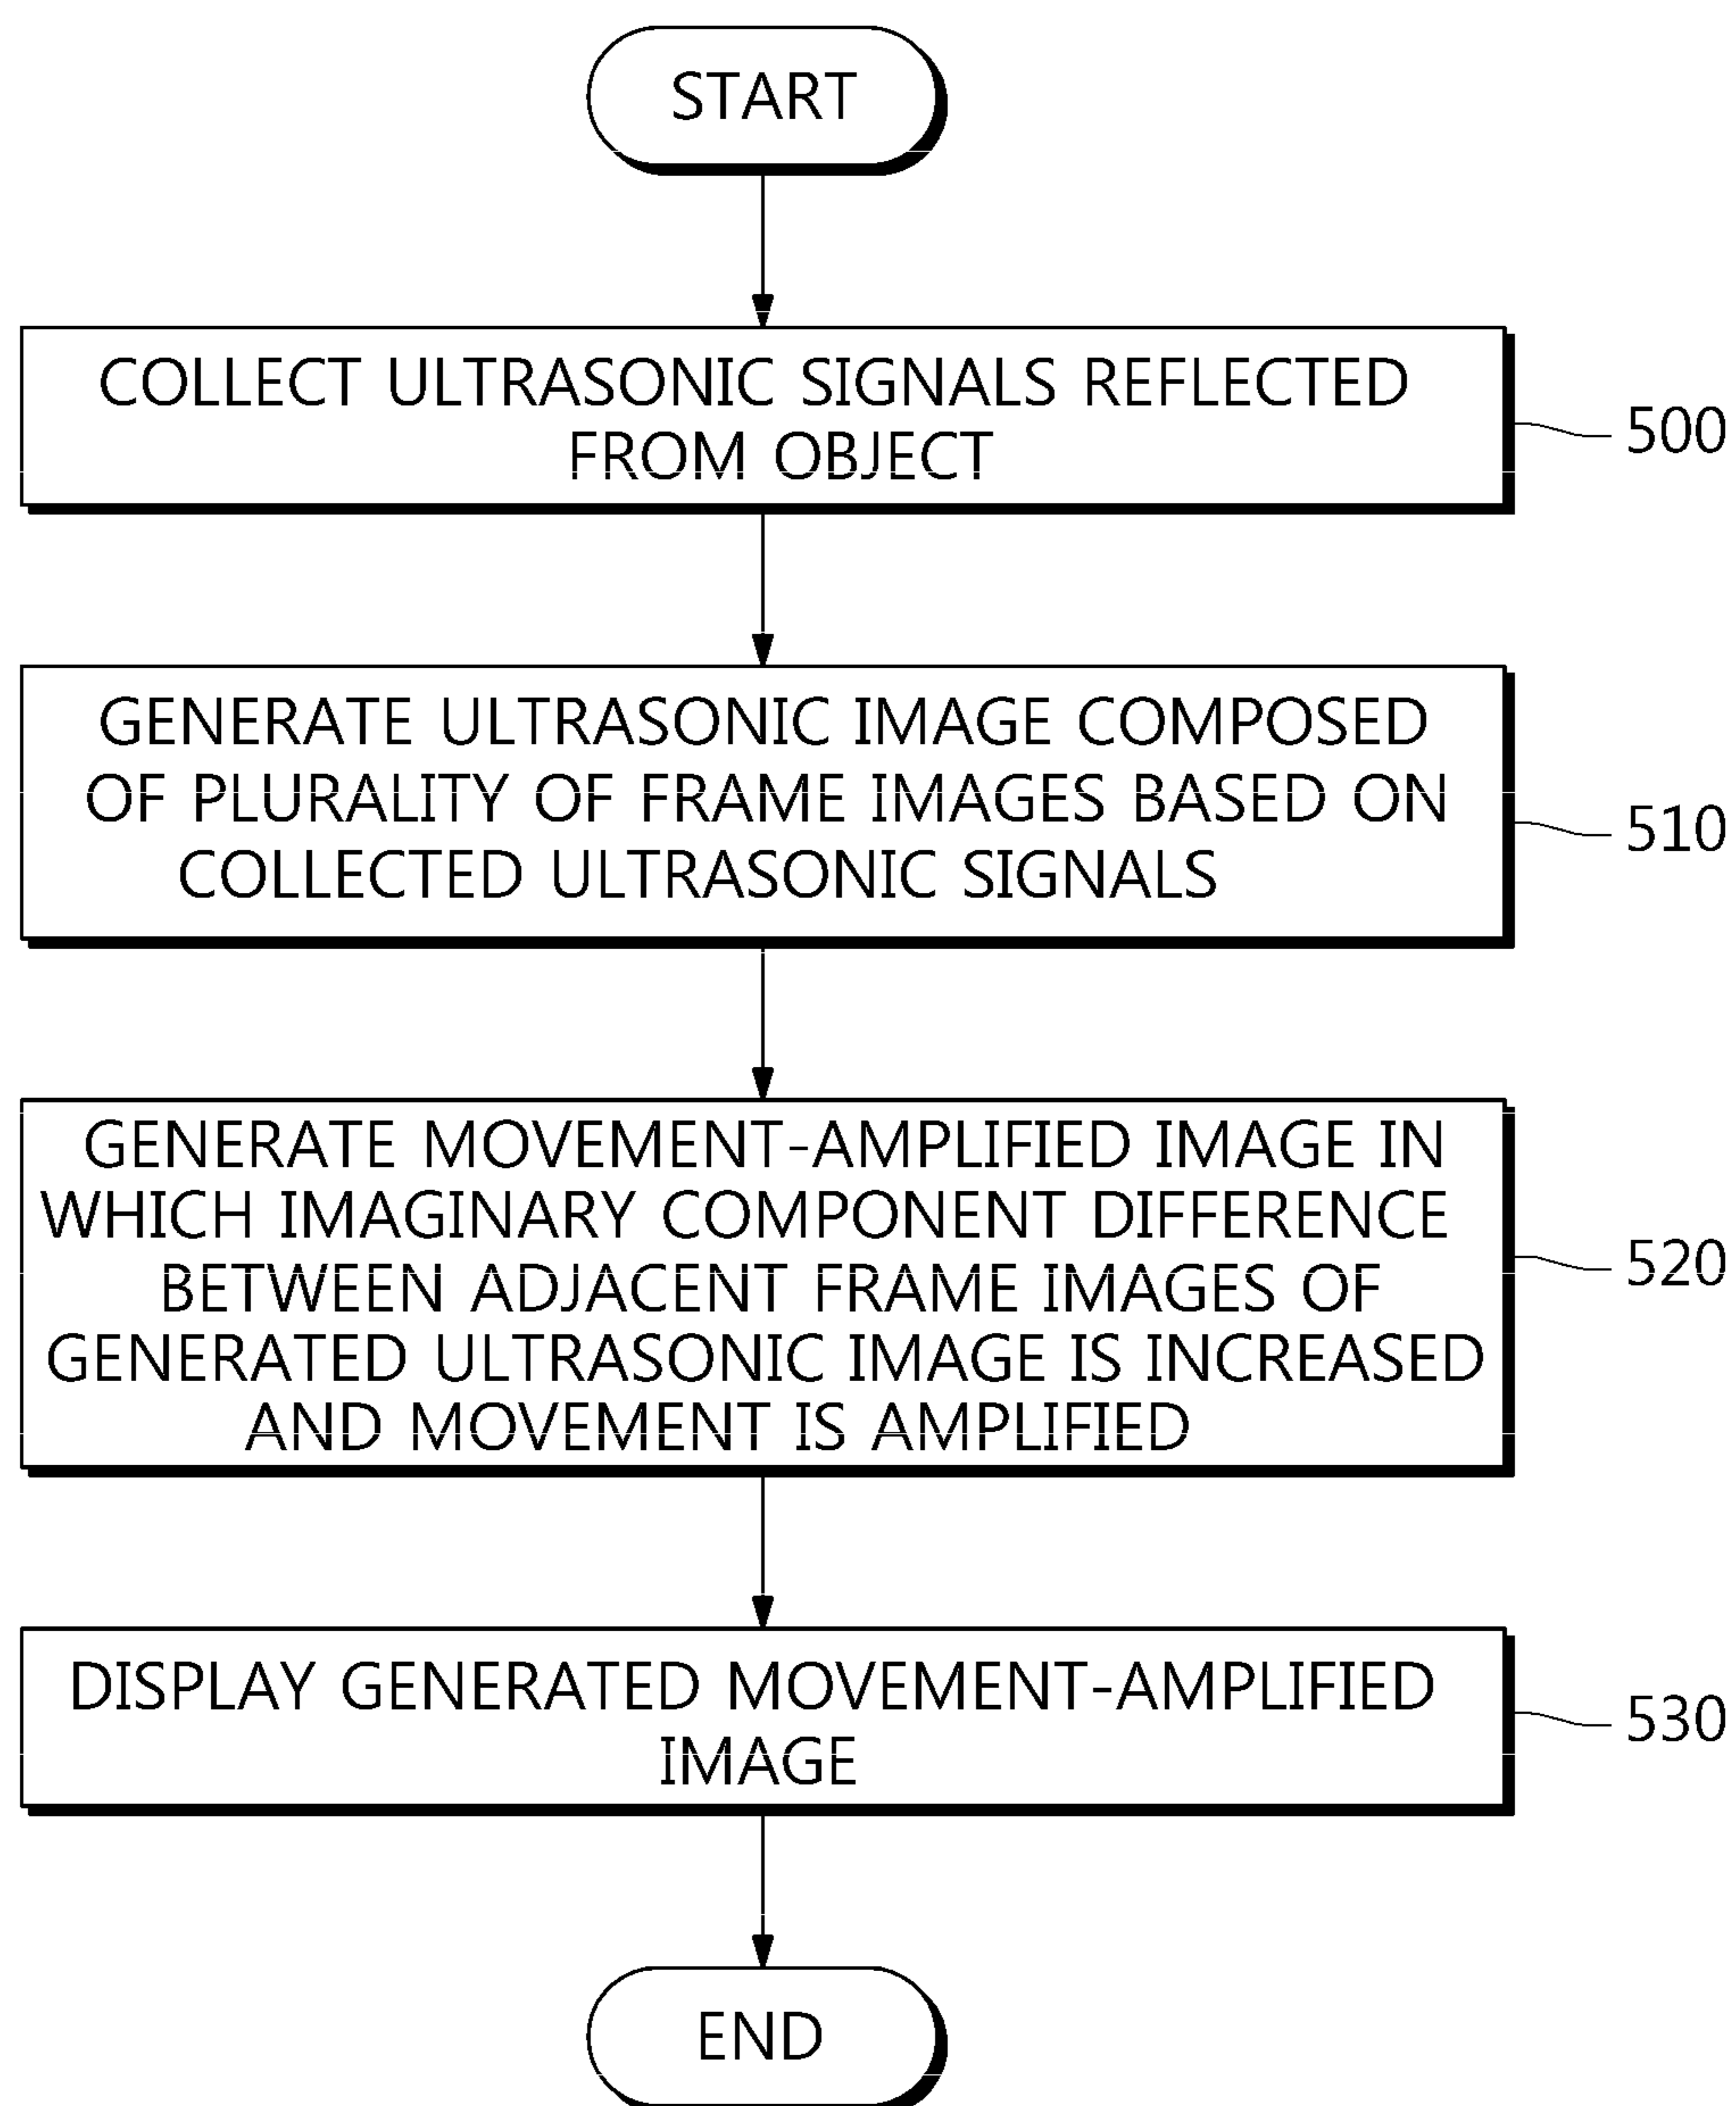 START
COLLECT ULTRASONIC SIGNALS REFLECTED
FROM OBJECT
500
GENERATE ULTRASONIC IMAGE COMPOSED
OF PLURALITY OF FRAME IMAGES BASED ON
COLLECTED ULTRASONIC SIGNALS
510
GENERATE MOVEMENT-AMPLIFIED IMAGE IN
WHICH IMAGINARY COMPONENT DIFFERENCE
BETWEEN ADJACENT FRAME IMAGES OF
GENERATED ULTRASONIC IMAGE IS INCREASED
AND MOVEMENT IS AMPLIFIED
520
DISPLAY GENERATED MOVEMENT-AMPLIFIED
IMAGE
530
END